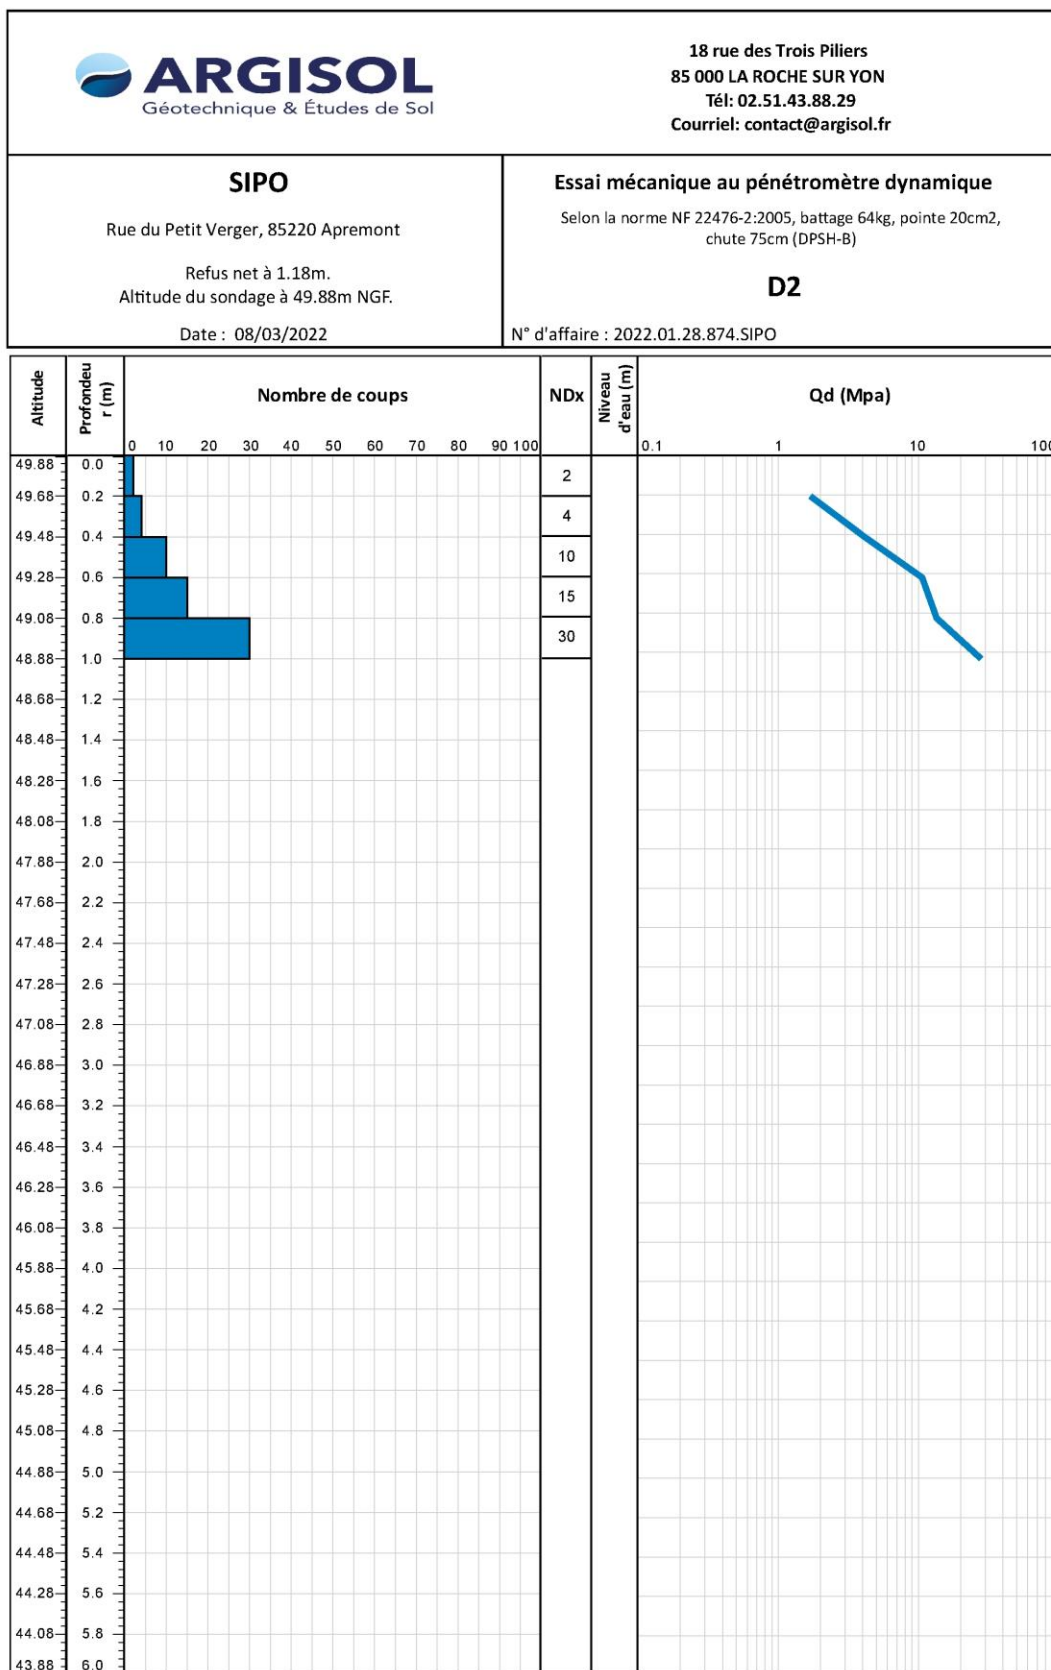 ARGISOL
Géotechnique & Études de Sol
18 rue des Trois Piliers
85 000 LA ROCHE SUR YON
Tél: 02.51.43.88.29
Courriel: contact@argisol.fr
SIPO
Rue du Petit Verger, 85220 Apremont
Refus net à 1.18m.
Altitude du sondage à 49.88m NGF.
Date : 08/03/2022
Essai mécanique au pénétromètre dynamique
Selon la norme NF 22476-2:2005, battage 64kg, pointe 20cm2,
chute 75cm (DPSH-B)
D2
N° d'affaire : 2022.01.28.874.SIPO
Altitude
Profondeu
r (m)
Nombre de coups
NDx
Niveau
d'eau (m)
Qd (Mpa)
0 10 20 30 40 50 60 70 80 90 100
0.1 1 10 100
49.88 0.0
2
49.68 0.2
4
49.48 0.4
10
49.28 0.6
15
49.08 0.8
30
48.88 1.0
48.68 1.2
48.48 1.4
48.28 1.6
48.08 1.8
47.88 2.0
47.68 2.2
47.48 2.4
47.28 2.6
47.08 2.8
46.88 3.0
46.68 3.2
46.48 3.4
46.28 3.6
46.08 3.8
45.88 4.0
45.68 4.2
45.48 4.4
45.28 4.6
45.08 4.8
44.88 5.0
44.68 5.2
44.48 5.4
44.28 5.6
44.08 5.8
43.88 6.0